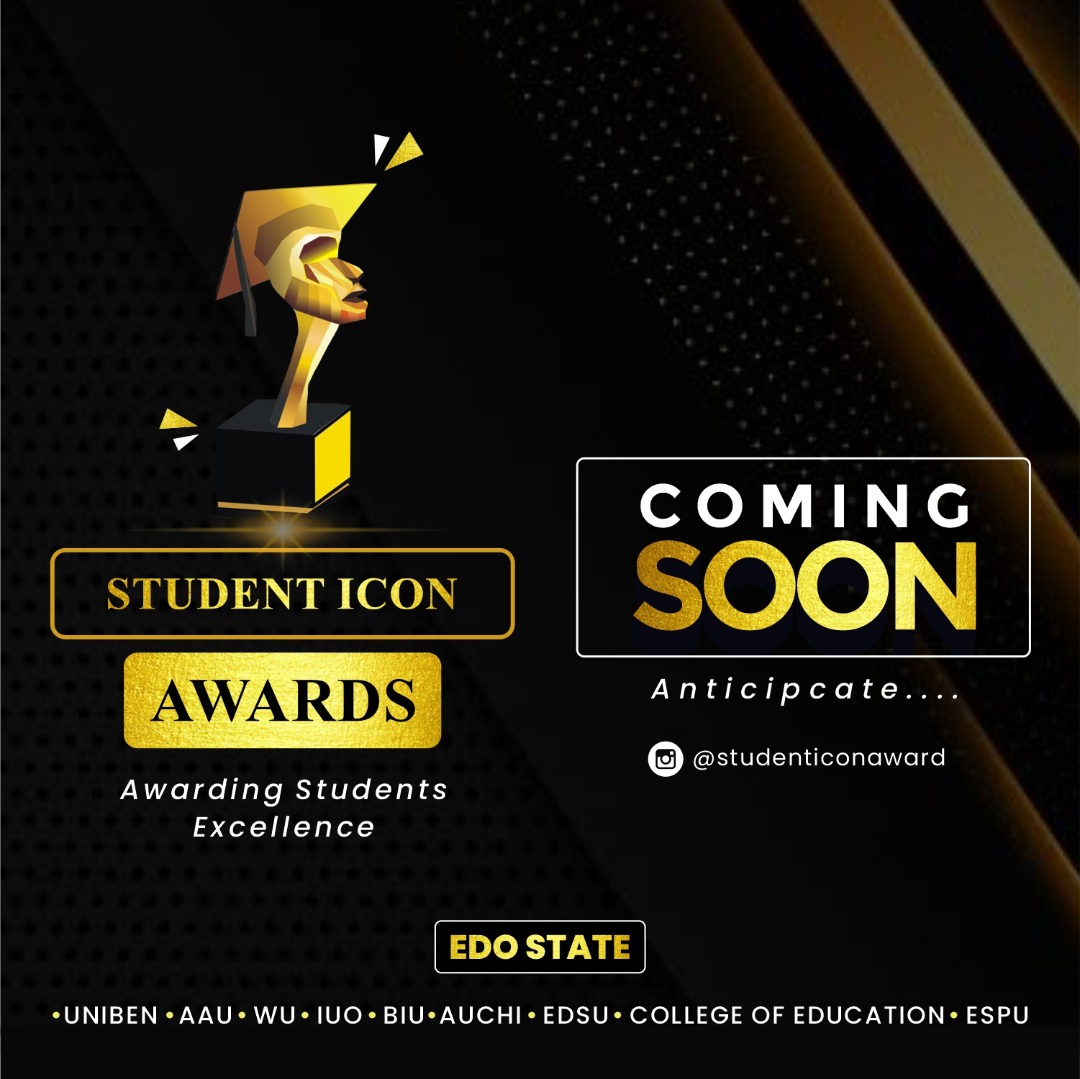 STUDENT ICON
AWARDS
Awarding Students
Excellence
COMING
SOON
Anticipcate....
@studenticonaward
EDO STATE
•UNIBEN •AAU• WU• IUO• BIU•AUCHI• EDSU• COLLEGE OF EDUCATION• ESPU